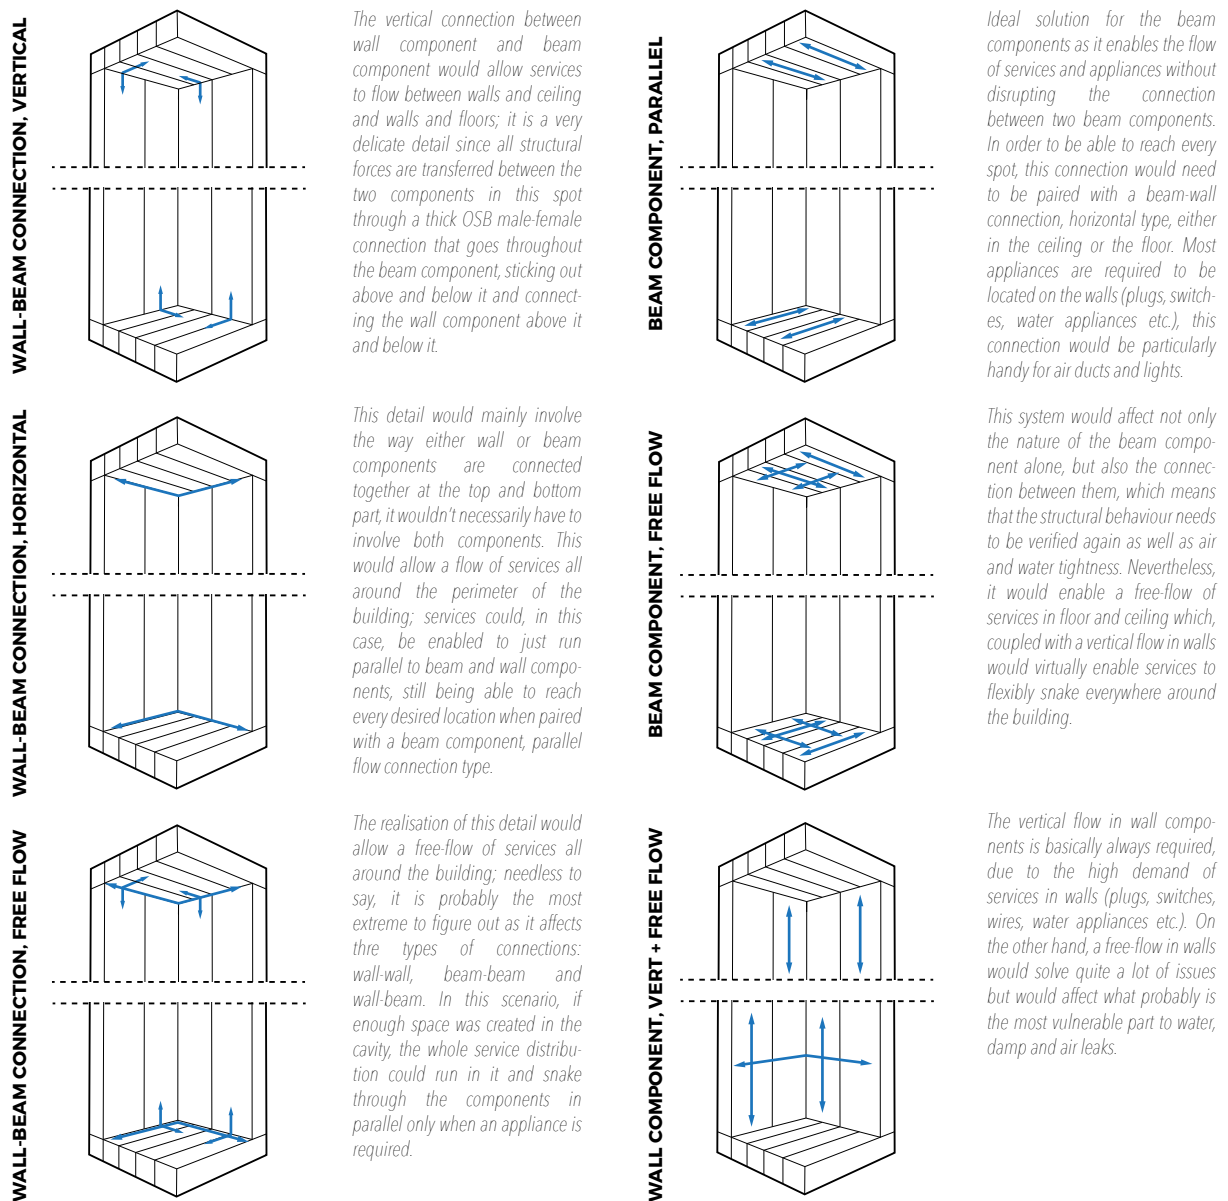 WALL-BEAM CONNECTION, VERTICAL
The vertical connection between
wall component and beam
component would allow services
to flow between walls and ceiling
and walls and floors; it is a very
delicate detail since all structural
forces are transferred between the
two components in this spot
through a thick OSB male-female
connection that goes throughout
the beam component, sticking out
above and below it and connect-
ing the wall component above it
and below it.
BEAM COMPONENT, PARALLEL
Ideal solution for the beam
components as it enables the flow
of services and appliances without
disrupting the connection
between two beam components.
In order to be able to reach every
spot, this connection would need
to be paired with a beam-wall
connection, horizontal type, either
in the ceiling or the floor. Most
appliances are required to be
located on the walls (plugs, switch-
es, water appliances etc.), this
connection would be particularly
handy for air ducts and lights.
WALL-BEAM CONNECTION, HORIZONTAL
This detail would mainly involve
the way either wall or beam
components are connected
together at the top and bottom
part, it wouldn't necessarily have to
involve both components. This
would allow a flow of services all
around the perimeter of the
building; services could, in this
case, be enabled to just run
parallel to beam and wall compo-
nents, still being able to reach
every desired location when paired
with a beam component, parallel
flow connection type.
BEAM COMPONENT, FREE FLOW
This system would affect not only
the nature of the beam compo-
nent alone, but also the connec-
tion between them, which means
that the structural behaviour needs
to be verified again as well as air
and water tightness. Nevertheless,
it would enable a free-flow of
services in floor and ceiling which,
coupled with a vertical flow in walls
would virtually enable services to
flexibly snake everywhere around
the building.
WALL-BEAM CONNECTION, FREE FLOW
The realisation of this detail would
allow a free-flow of services all
around the building; needless to
say, it is probably the most
extreme to figure out as it affects
thre types of connections:
wall-wall, beam-beam and
wall-beam. In this scenario, if
enough space was created in the
cavity, the whole service distribu-
tion could run in it and snake
through the components in
parallel only when an appliance is
required.
WALL COMPONENT, VERT + FREE FLOW
The vertical flow in wall compo-
nents is basically always required,
due to the high demand of
services in walls (plugs, switches,
wires, water appliances etc.). On
the other hand, a free-flow in walls
would solve quite a lot of issues
but would affect what probably is
the most vulnerable part to water,
damp and air leaks.